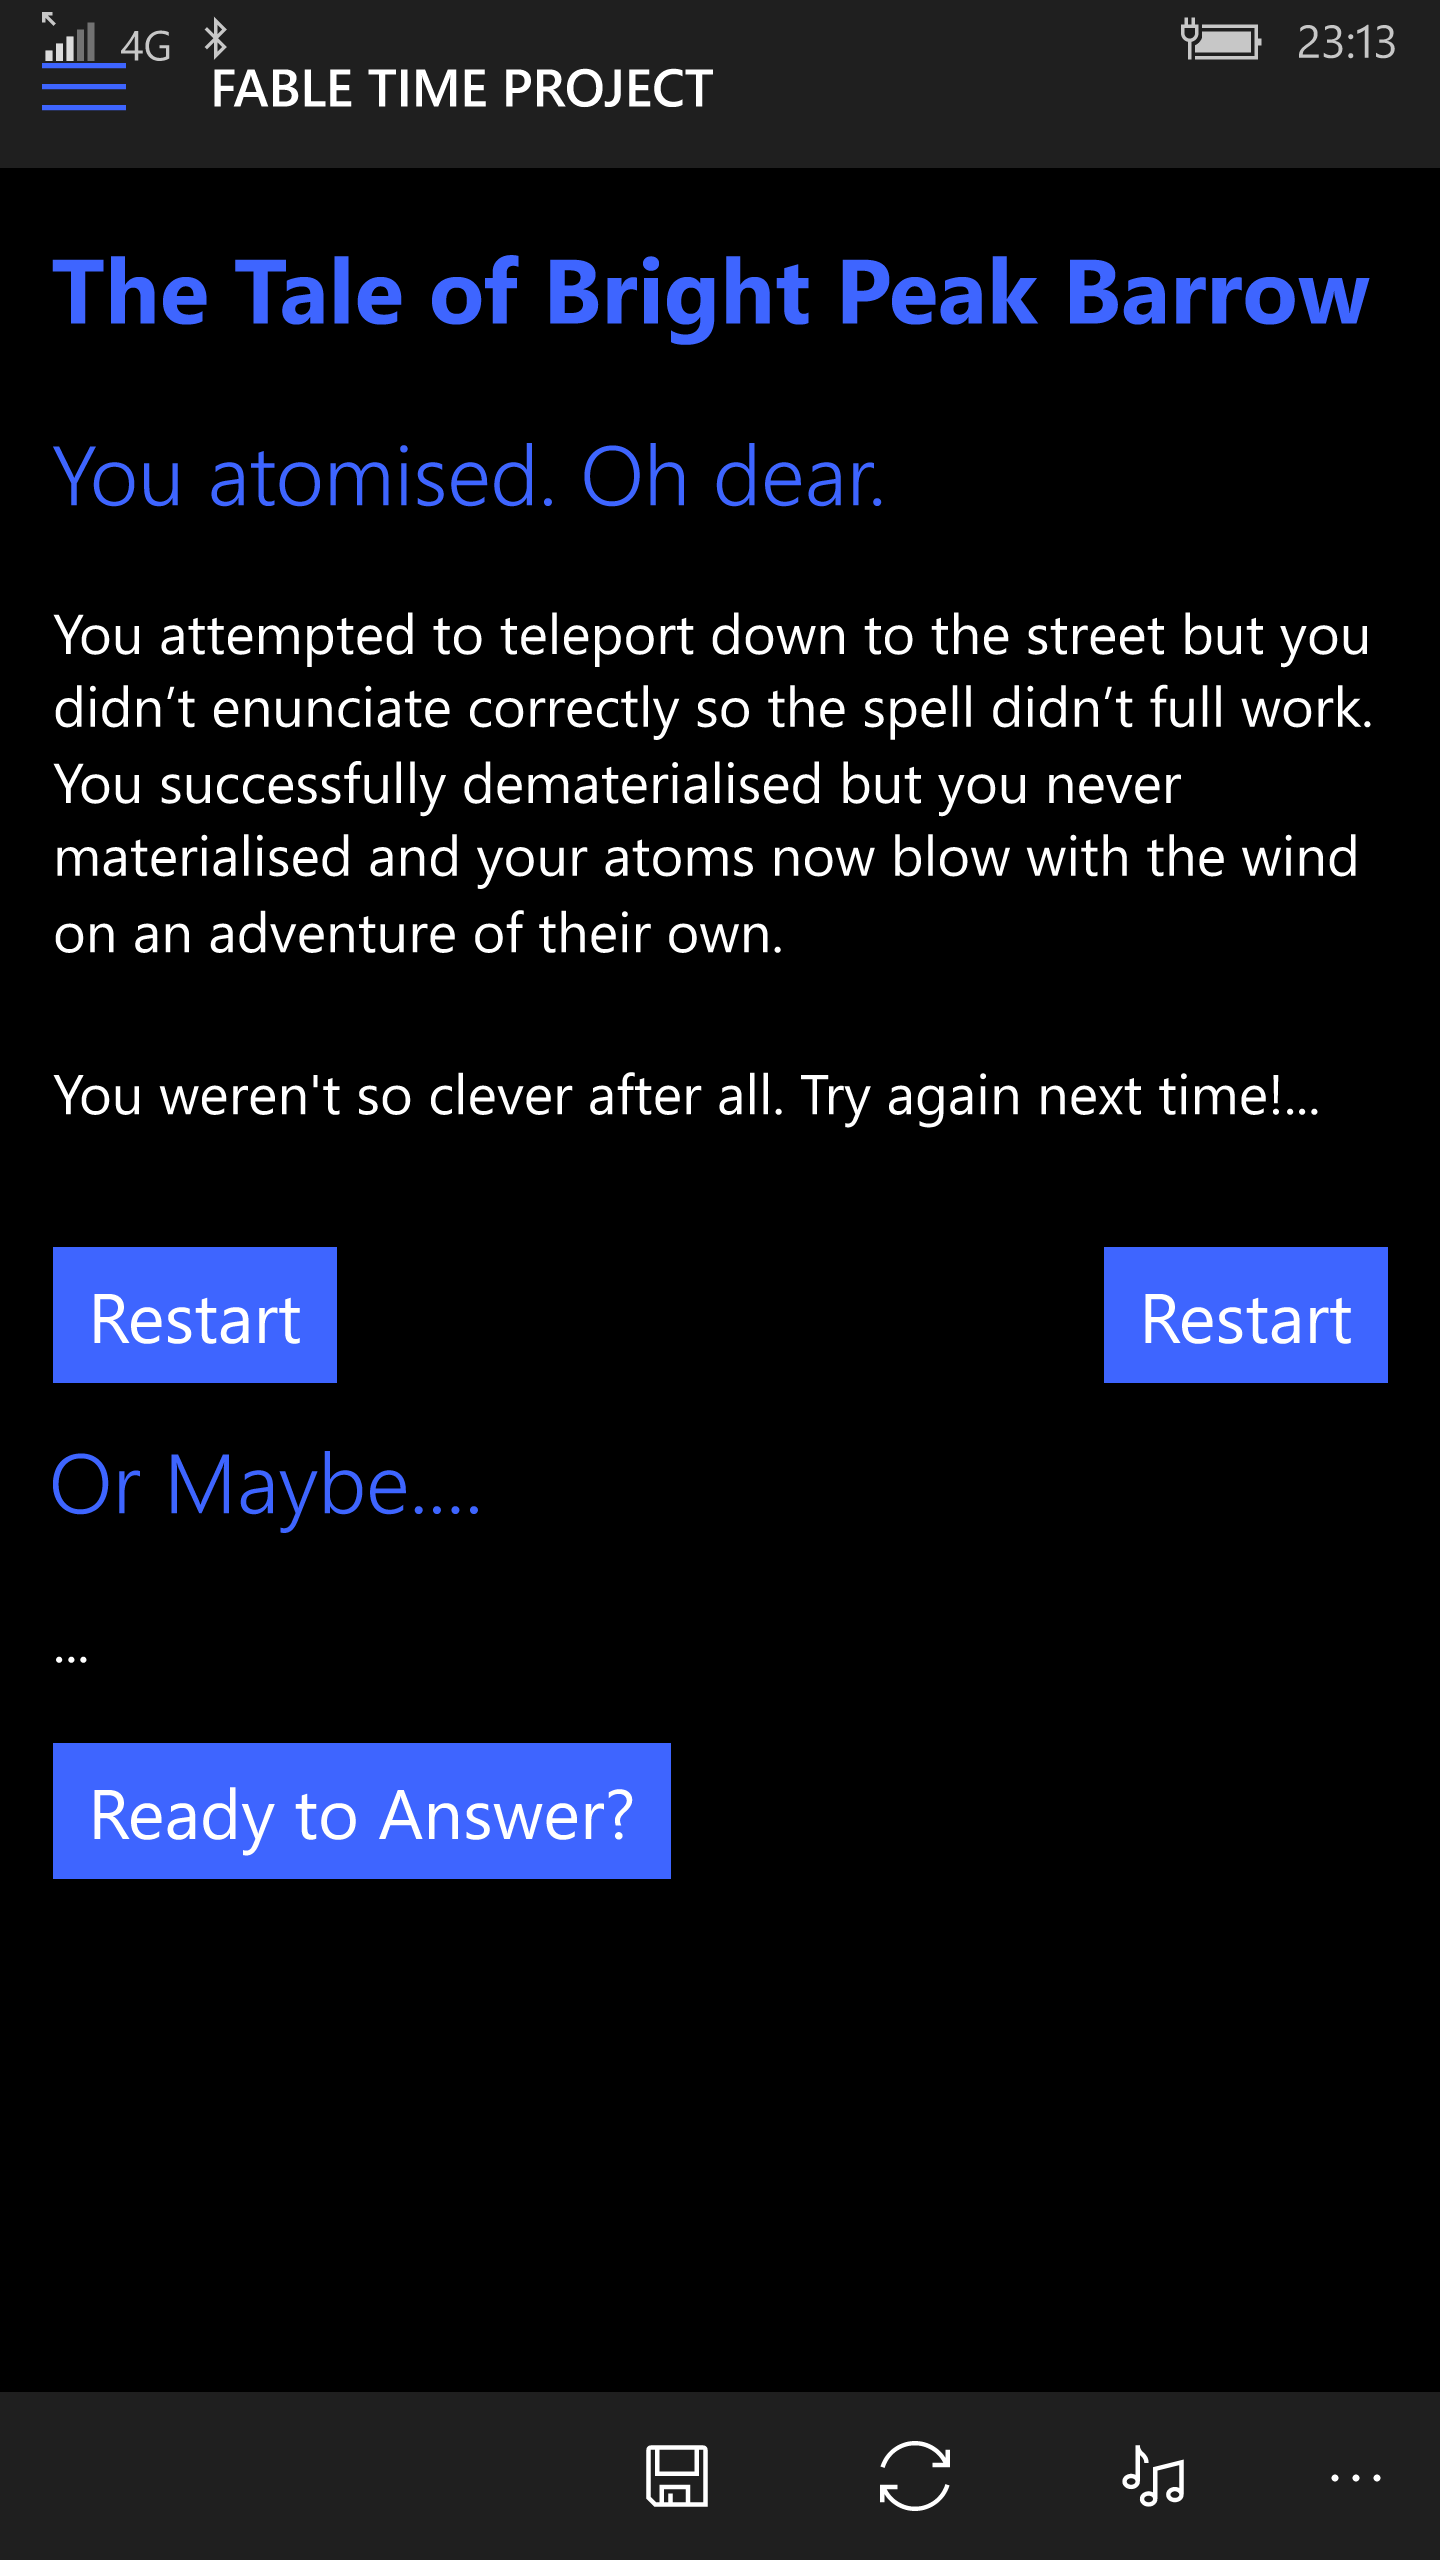 4G
23:13
FABLE TIME PROJECT
The Tale of Bright Peak Barrow
You atomised. Oh dear.
You attempted to teleport down to the street but you
didn’t enunciate correctly so the spell didn’t full work.
You successfully dematerialised but you never
materialised and your atoms now blow with the wind
on an adventure of their own.
You weren't so clever after all. Try again next time!...
Restart
Restart
Or Maybe....
...
Ready to Answer?